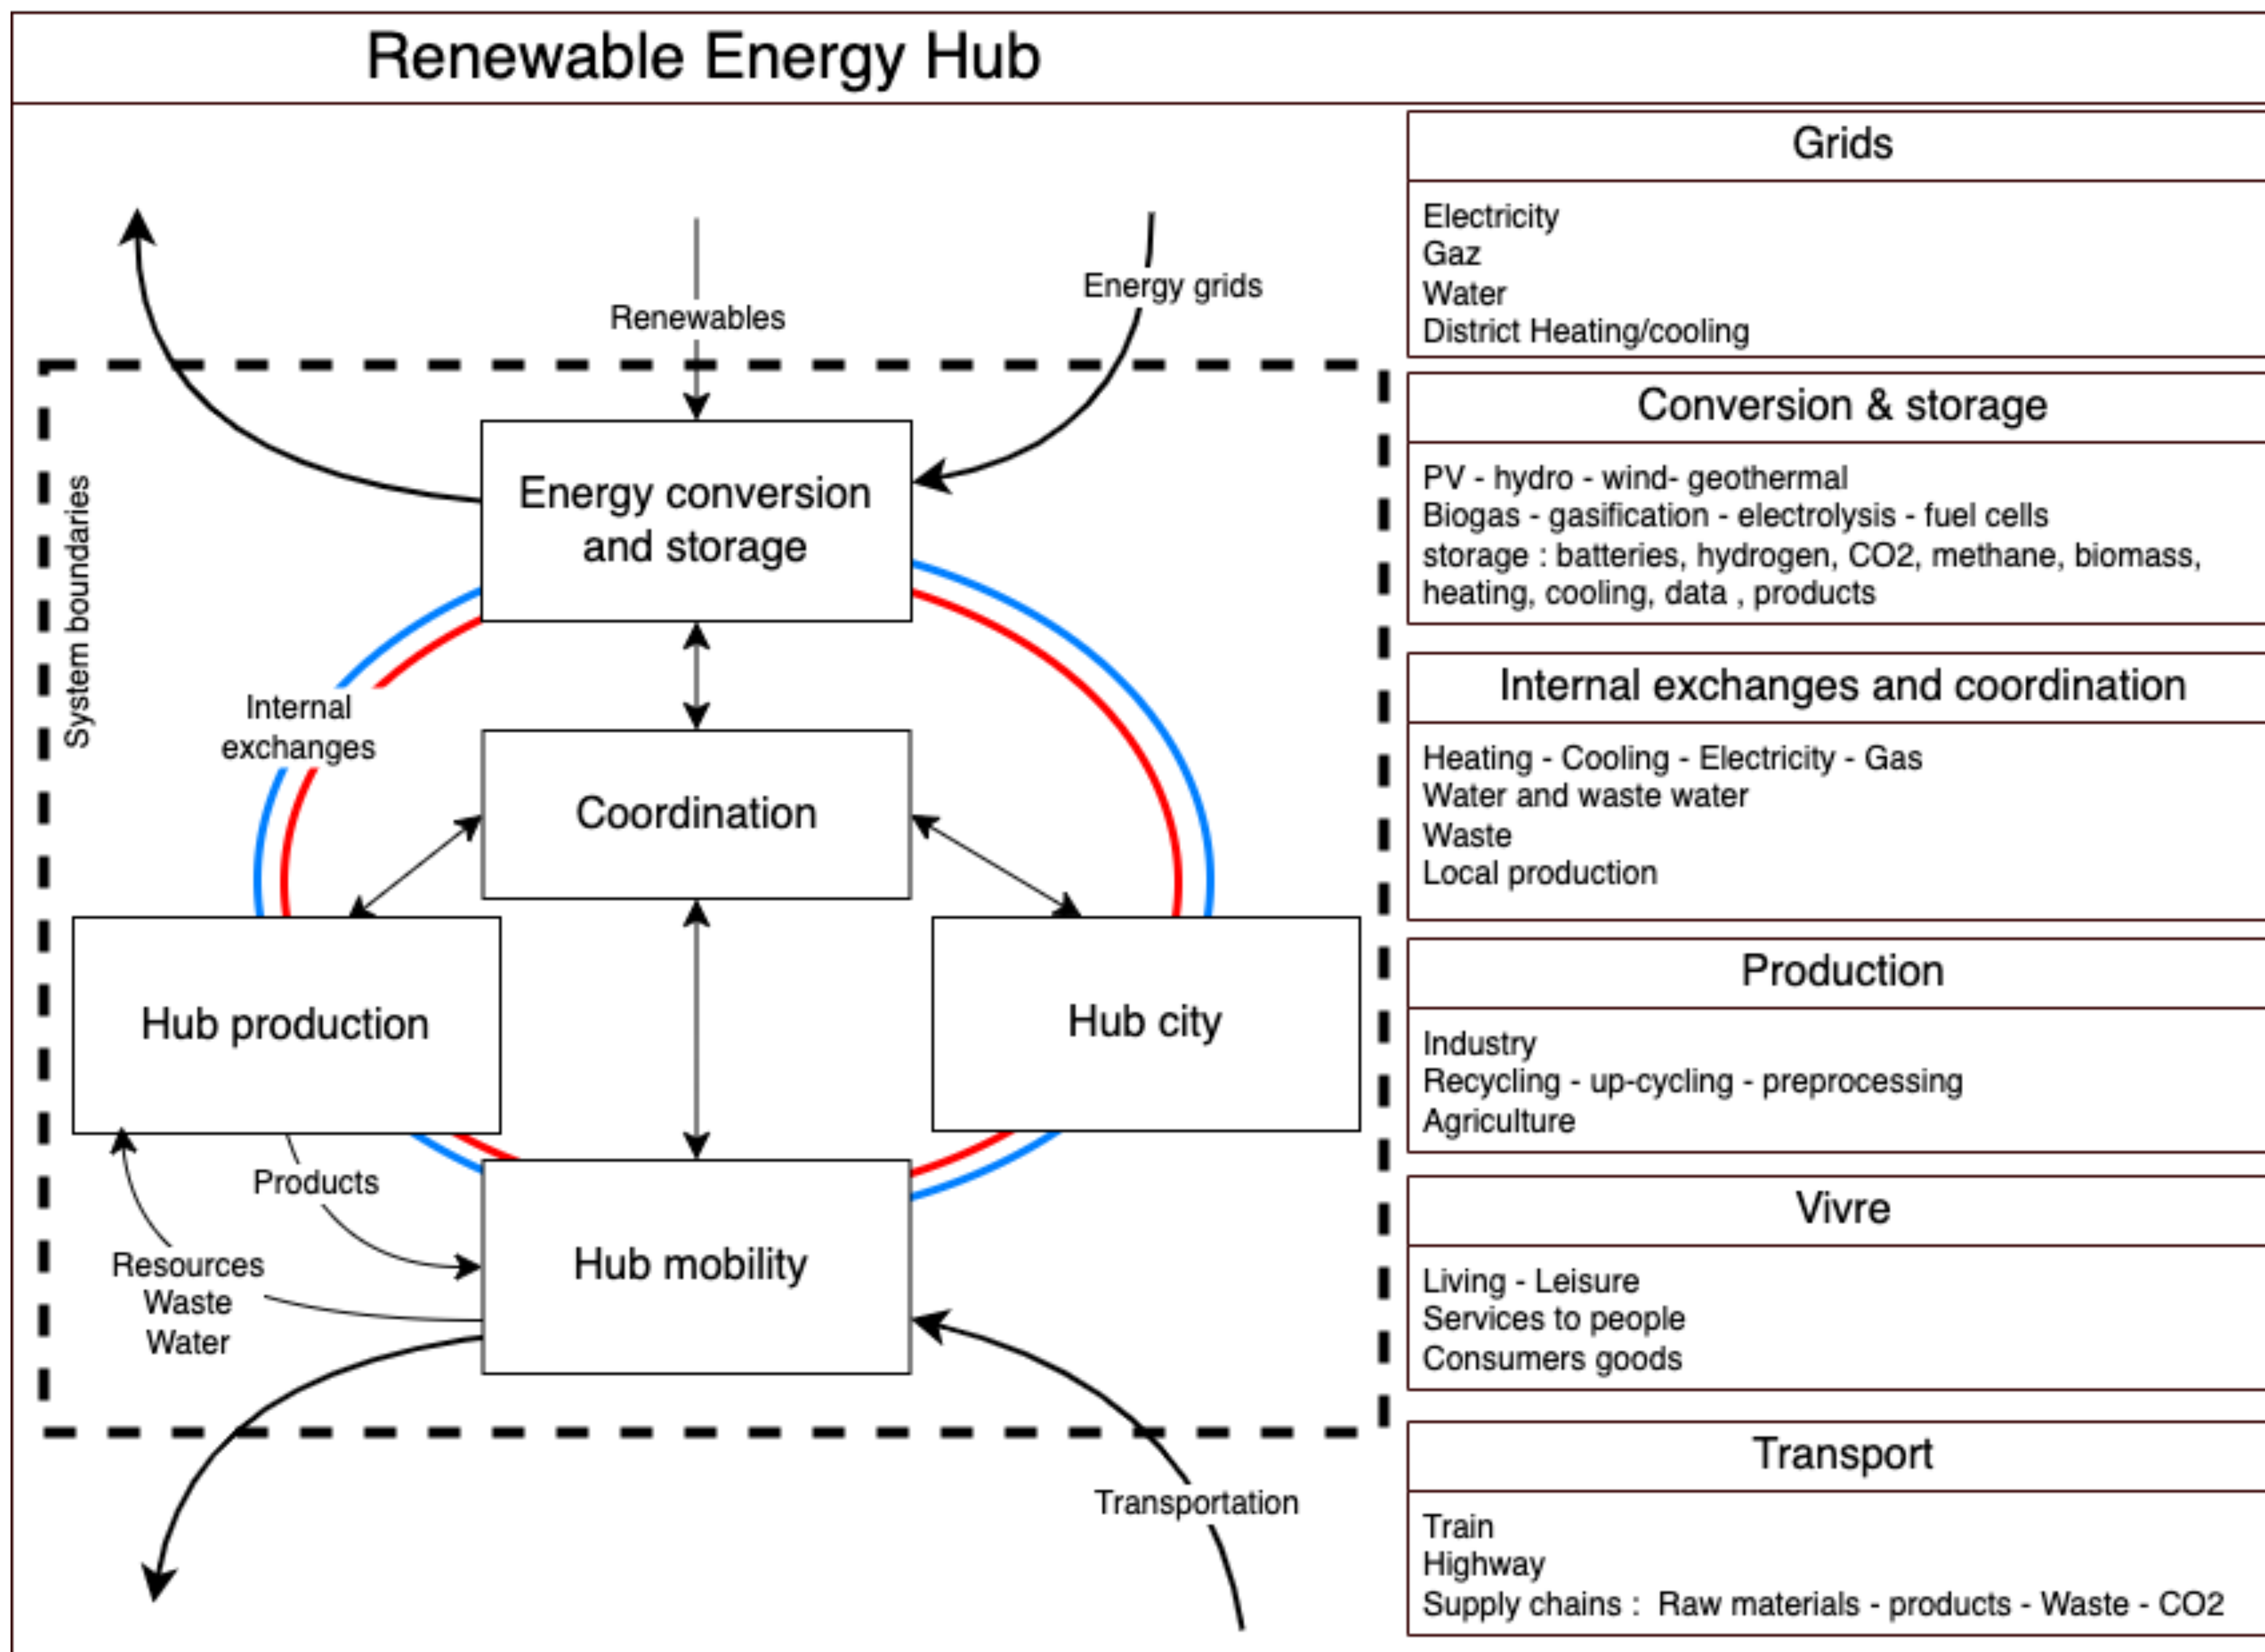 Renewable Energy Hub
Renewables
Energy grids
System boundaries
Energy conversion
and storage
Internal
exchanges
Coordination
Hub production
Hub city
Products
Hub mobility
Resources
Waste
Water
Transportation
Grids
Electricity
Gaz
Water
District Heating/cooling
Conversion & storage
PV - hydro - wind- geothermal
Biogas - gasification - electrolysis - fuel cells
storage : batteries, hydrogen, CO2, methane, biomass,
heating, cooling, data , products
Internal exchanges and coordination
Heating - Cooling - Electricity - Gas
Water and waste water
Waste
Local production
Production
Industry
Recycling - up-cycling - preprocessing
Agriculture
Vivre
Living - Leisure
Services to people
Consumers goods
Transport
Train
Highway
Supply chains :  Raw materials - products - Waste - CO2